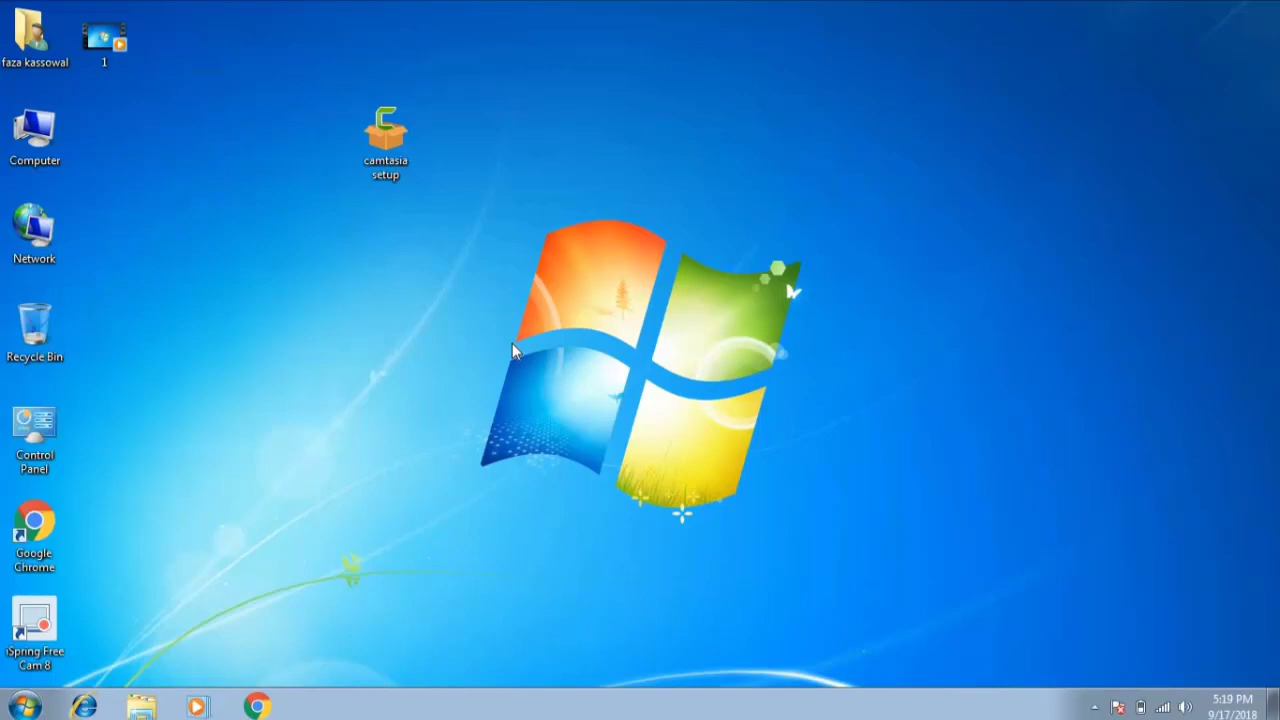 faza kassowal
1
Computer
camtasia
setup
Network
Recycle Bin
Control
Panel
Google
Chrome
iSpring Free
Cam 8
5:19 PM
9/17/2018